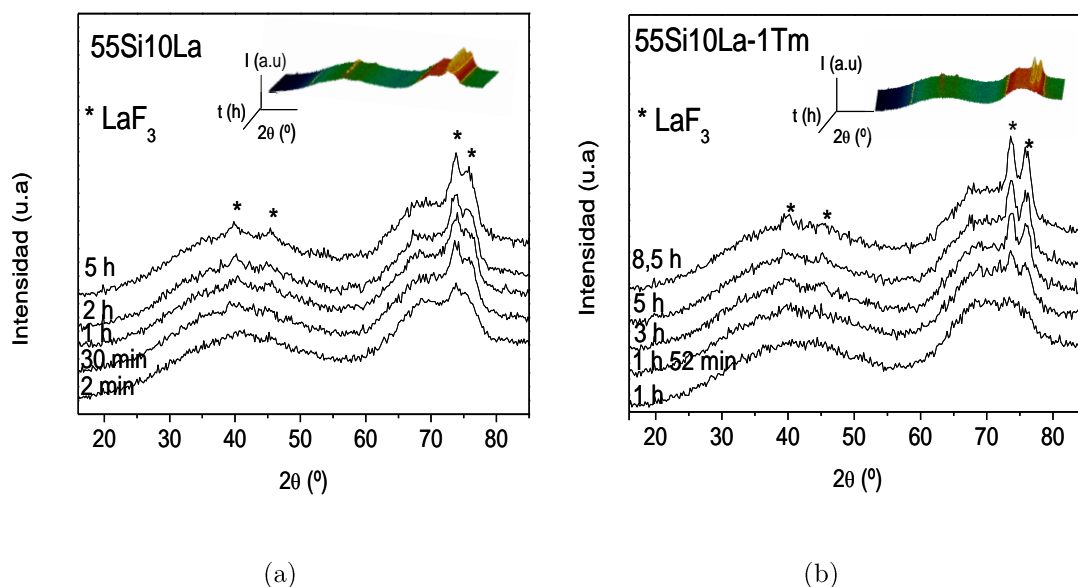 55Si10La
I (a.u)
t (h)
2θ (º)
* LaF3
* *
* *
5 h
2 h
1 h
30 min
2 min
Intensidad (u.a)
20 30 40 50 60 70 80
2θ (º)
(a)
55Si10La-1Tm
I (a.u)
t (h)
2θ (º)
* LaF3
* *
* *
8,5 h
5 h
3 h
1 h 52 min
1 h
Intensidad (u.a)
20 30 40 50 60 70 80
2θ (º)
(b)